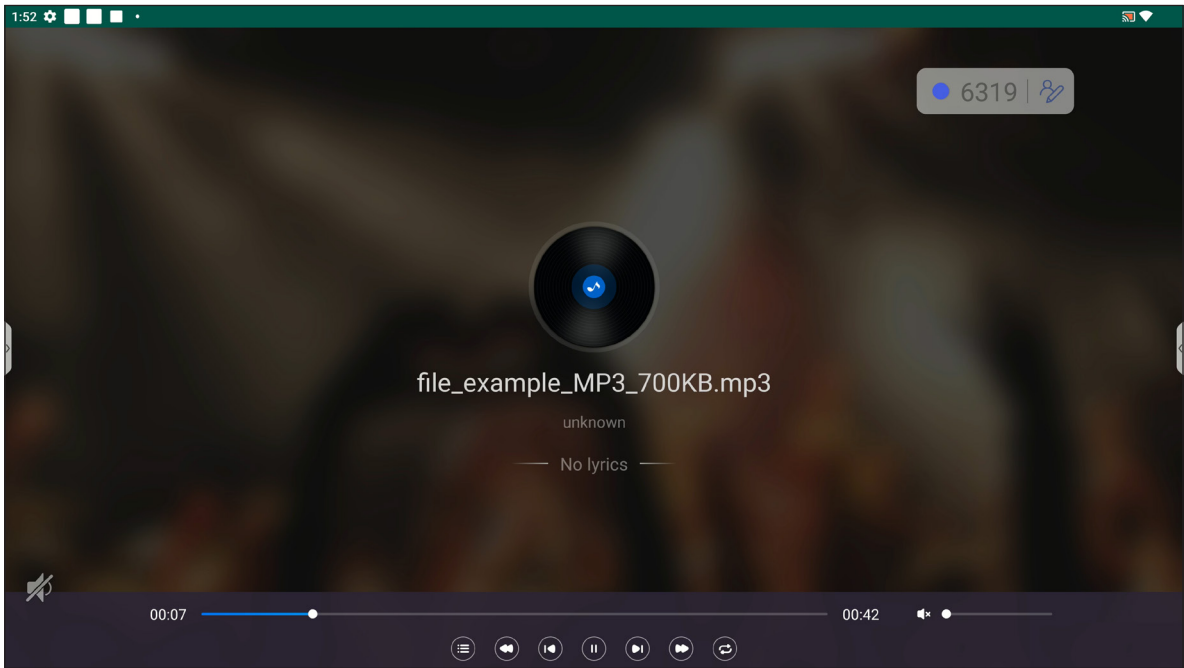 1:52
6319
file_example_MP3_700KB.mp3
unknown
No lyrics
00:07
00:42